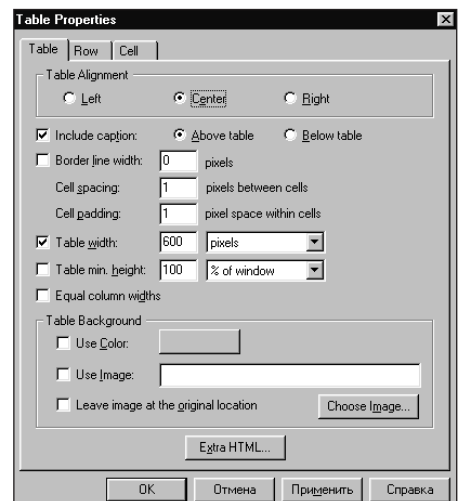 Table Properties
Table Row Cell
Table Alignment
Left Center Right
Include caption: Above table Below table
Border line width: 0 pixels
Cell spacing: 1 pixels between cells
Cell padding: 1 pixel space within cells
Table width: 600 pixels
Table min. height: 100 % of window
Equal column widths
Table Background
Use Color:
Use Image:
Leave image at the original location Choose Image...
Extra HTML...
OK Отмена Применить Справка